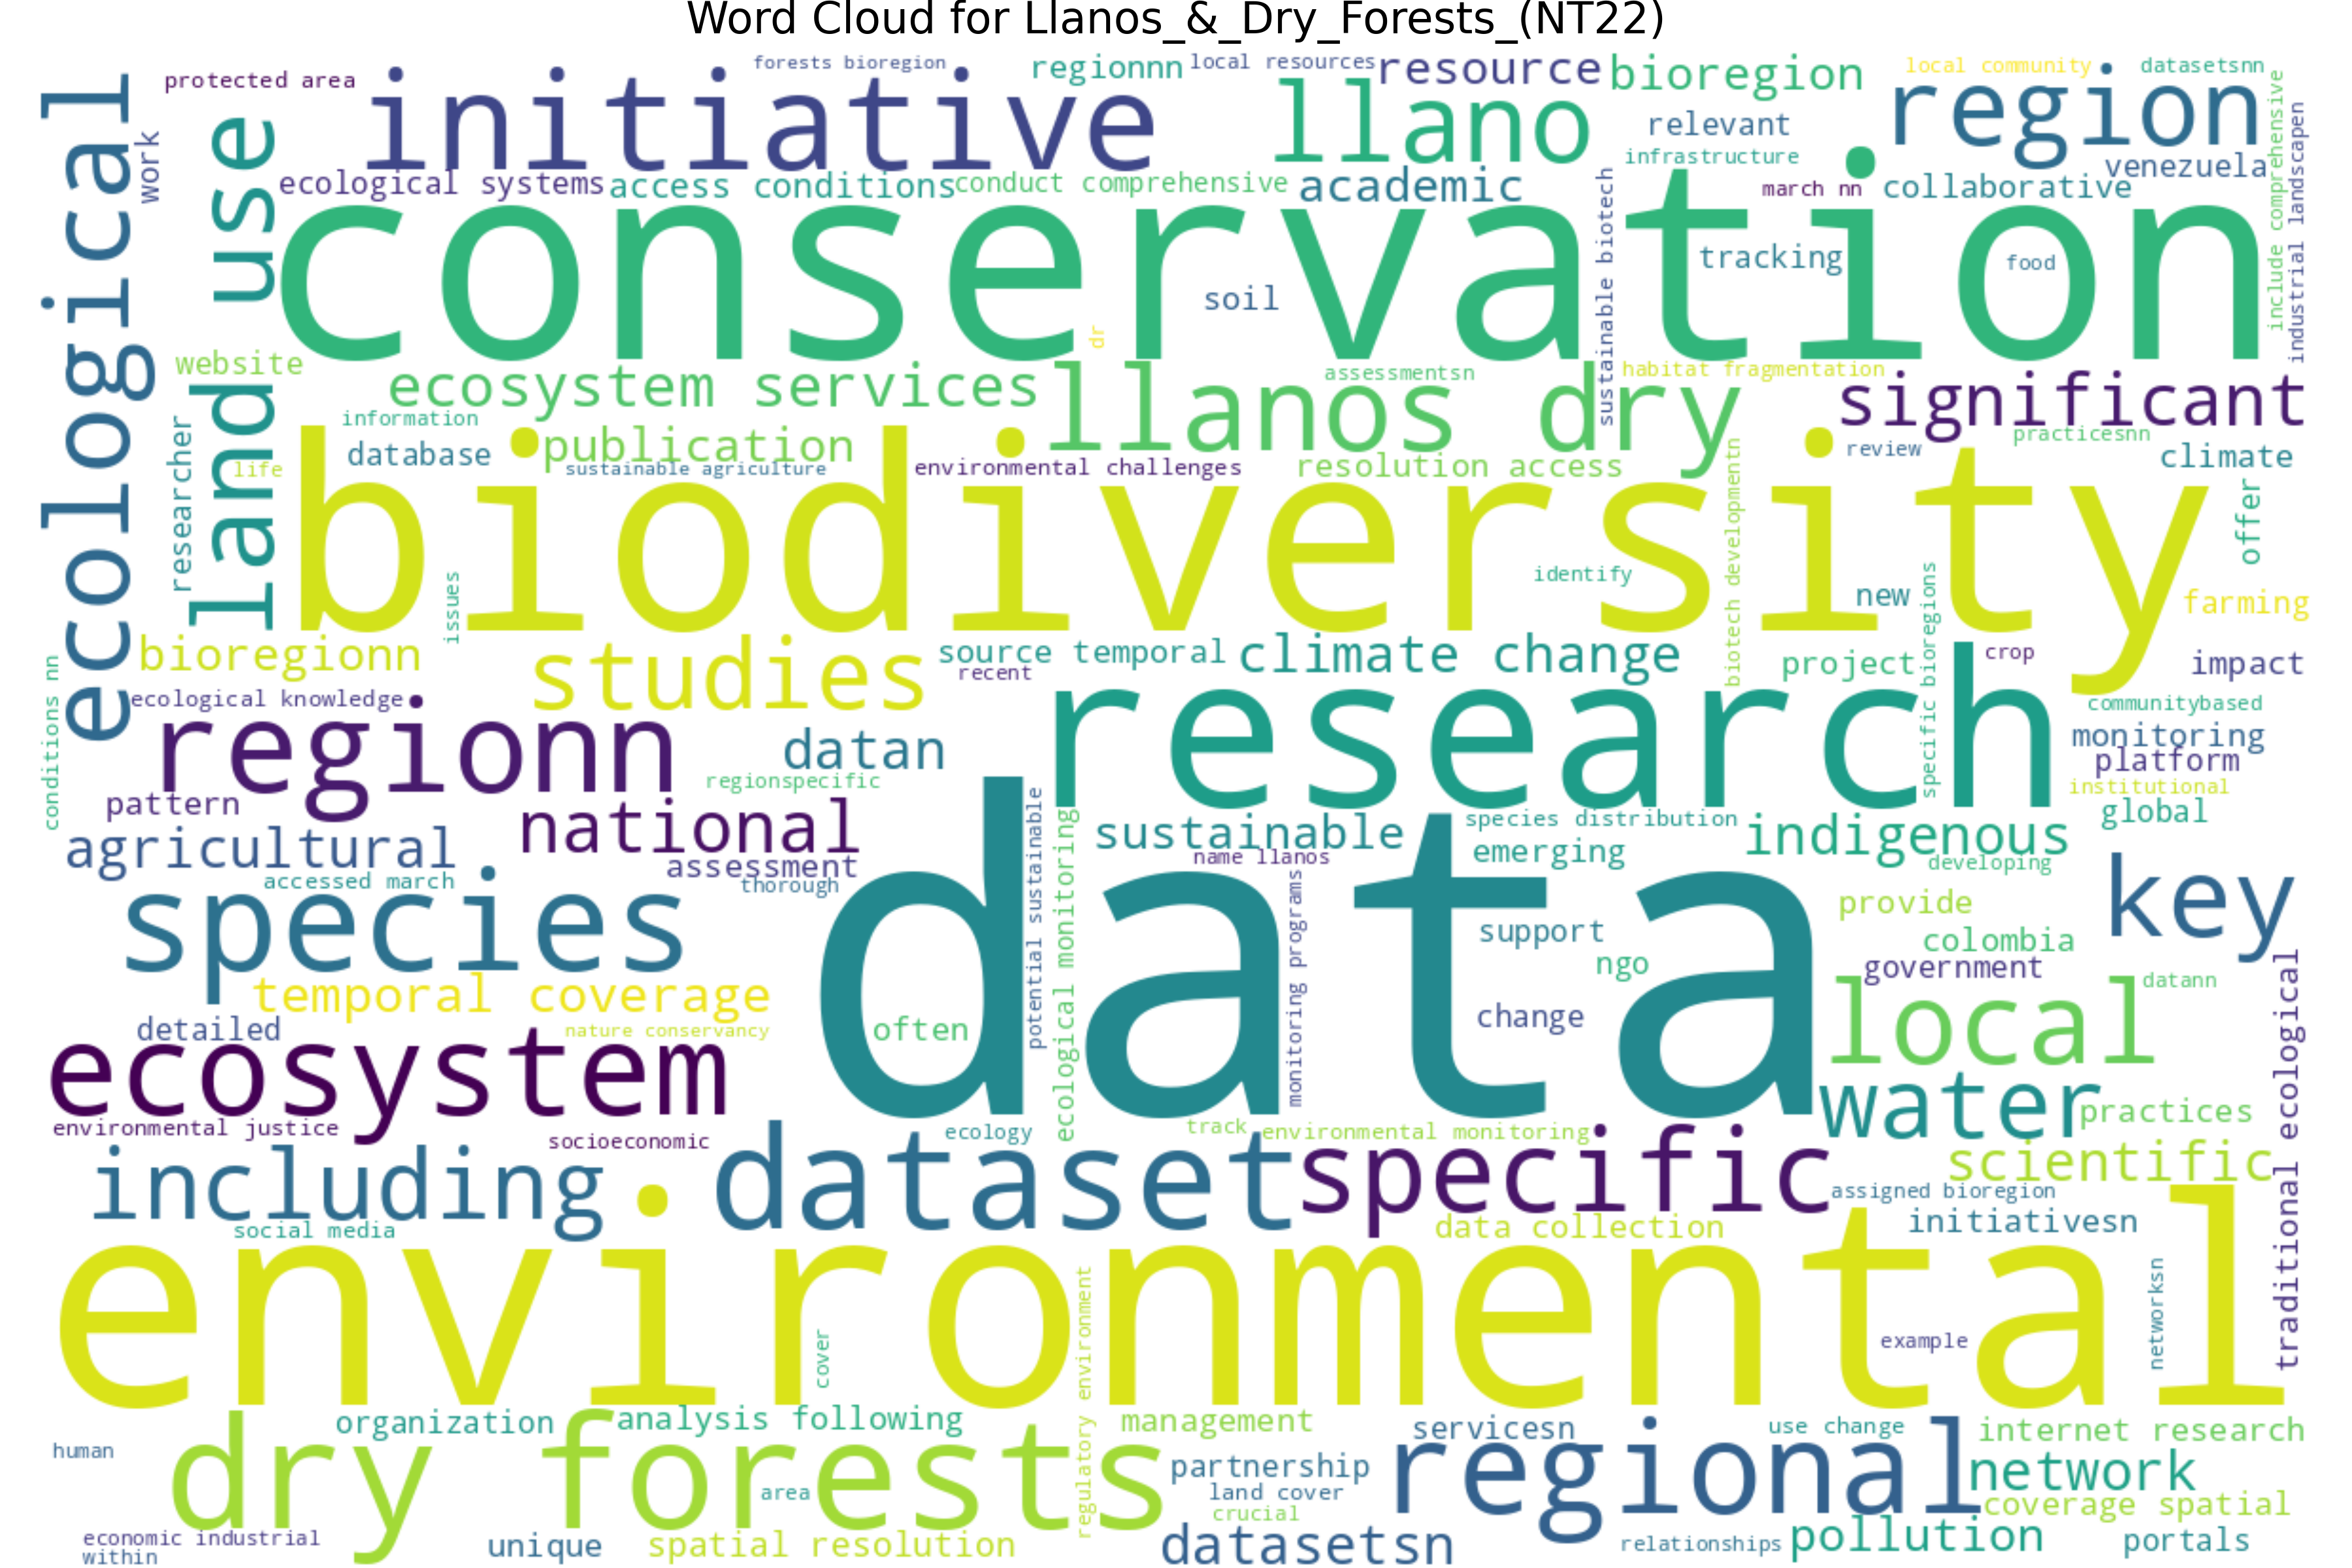 Word Cloud for Llanos_&_Dry_Forests_(NT22)
protected area
forests bioregion
regionnn
local resources
resource
bioregion
local community
datasetsnn
ecological
work
land use
initiative
llano
relevant
region
include comprehensive
industrial landscapen
infrastructure
venezuela
ecological systems
access conditions
conduct comprehensive
academic
sustainable biotech
march nn
collaborative
conservation
tracking
food
soil
dr
website
ecosystem services
llanos dry
assessmentsn
habitat fragmentation
significant
researcher
information
database
publication
life
sustainable agriculture
environmental challenges
resolution access
practicesnn
review
climate
biodiversity
biotech developmentn
offer
issues
identify
new
specific bioregions
farming
bioregionn
studies
source temporal
recent
climate change
project
crop
impact
conditions nn
ecological knowledge
regionn
datan
research
communitybased
monitoring
platform
regionspecific
institutional
pattern
national
global
agricultural
assessment
potential sustainable
ecological monitoring
sustainable
species distribution
indigenous
name llanos
emerging
developing
accessed march
thorough
species
data
monitoring programs
key
provide
support
colombia
ngo
government
temporal coverage
local
datann
detailed
nature conservancy
often
change
traditional ecological
ecosystem
water
practices
environmental justice
socioeconomic
ecology
track
environmental monitoring
including
dataset
specific
scientific
assigned bioregion
social media
data collection
initiativesn
environmental
regulatory environment
cover
example
networksn
organization
analysis following
management
servicesn
use change
internet research
human
dry forests
area
partnership
land cover
crucial
regional
network
coverage spatial
economic industrial
within
unique
spatial resolution
datasetsn
relationships
pollution
portals